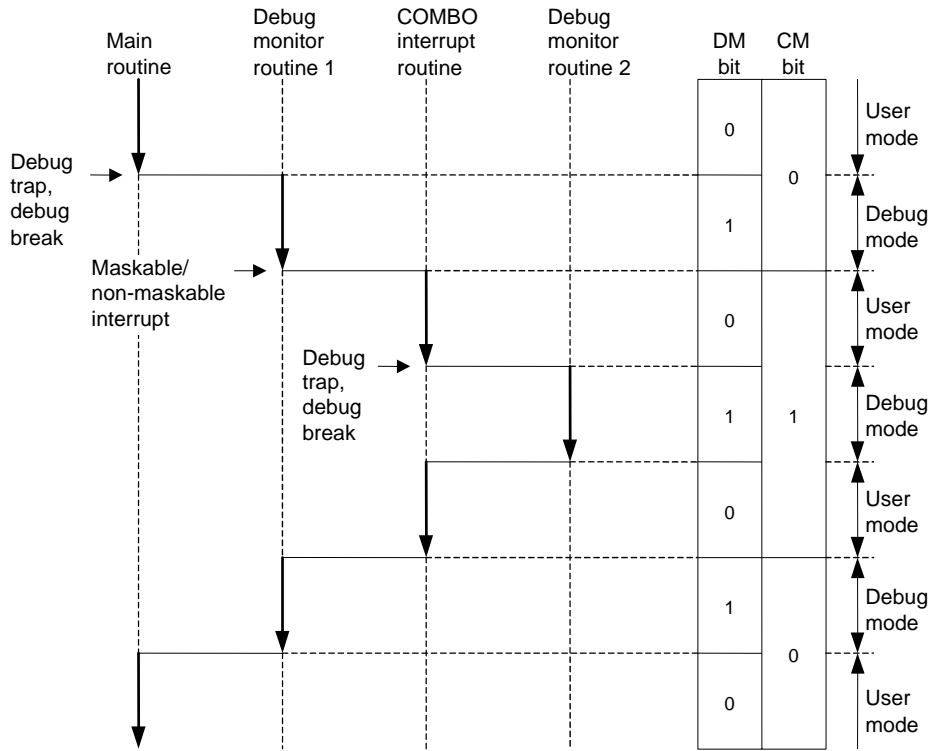 Main
routine
Debug
monitor
routine 1
COMBO
interrupt
routine
Debug
monitor
routine 2
DM
bit
CM
bit
Debug
trap,
debug
break
Maskable/
non-maskable
interrupt
Debug
trap,
debug
break
0
1
0
1
0
1
0
0
1
0
User
mode
Debug
mode
User
mode
Debug
mode
User
mode
Debug
mode
User
mode